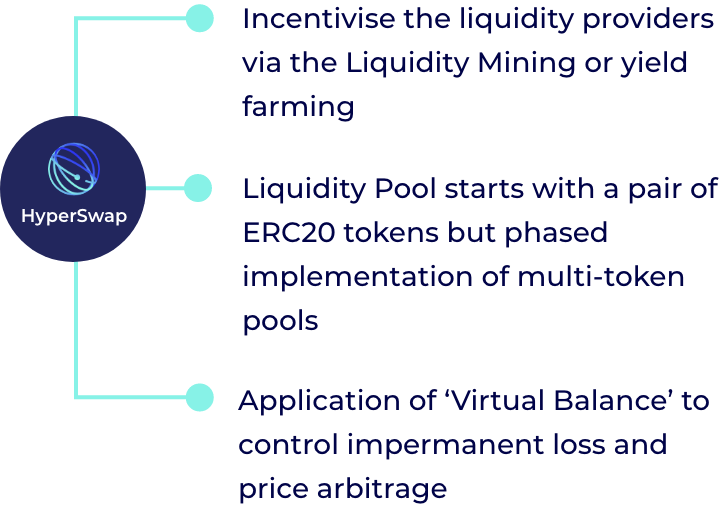 Incentivise the liquidity providers
via the Liquidity Mining or yield
farming
HyperSwap
Liquidity Pool starts with a pair of
ERC20 tokens but phased
implementation of multi-token
pools
Application of ‘Virtual Balance’ to
control impermanent loss and
price arbitrage